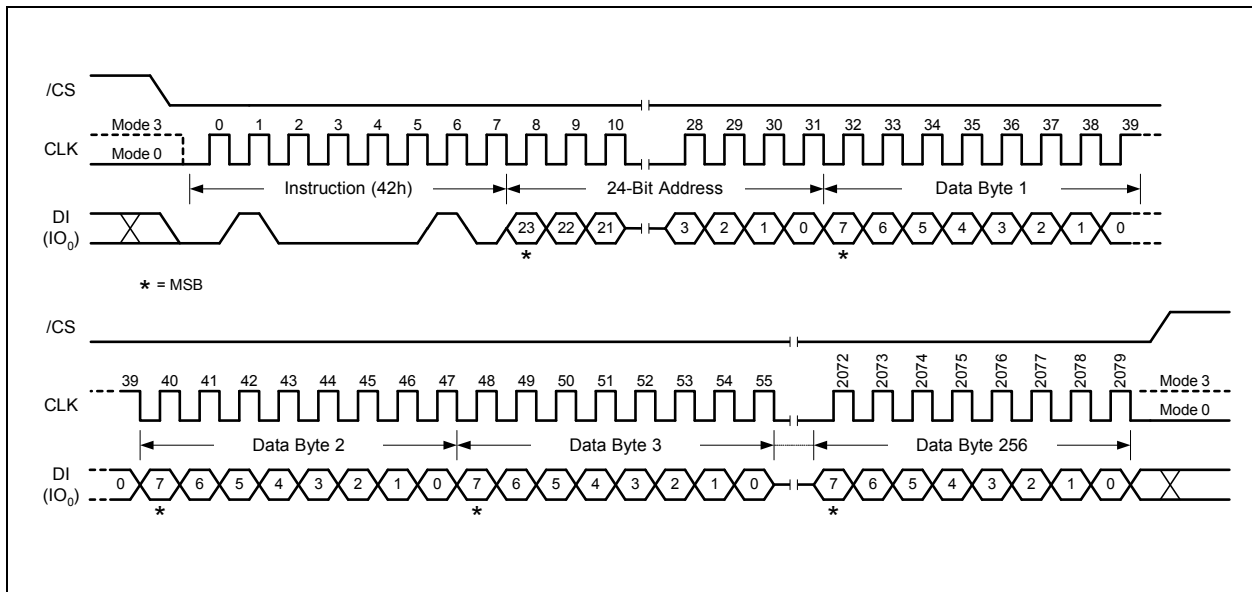 /CS
Mode 3 0 1 2 3 4 5 6 7 8 9 10 28 29 30 31 32 33 34 35 36 37 38 39
CLK Mode 0
Instruction (42h) 24-Bit Address Data Byte 1
DI
(IO0) 23 22 21 3 2 1 0 7 6 5 4 3 2 1 0
* *
* = MSB
/CS
39 40 41 42 43 44 45 46 47 48 49 50 51 52 53 54 55 2072 2073 2074 2075 2076 2077 2078 2079 Mode 3
CLK Mode 0
Data Byte 2 Data Byte 3 Data Byte 256
DI
(IO0) 0 7 6 5 4 3 2 1 0 7 6 5 4 3 2 1 0 7 6 5 4 3 2 1 0
* * *